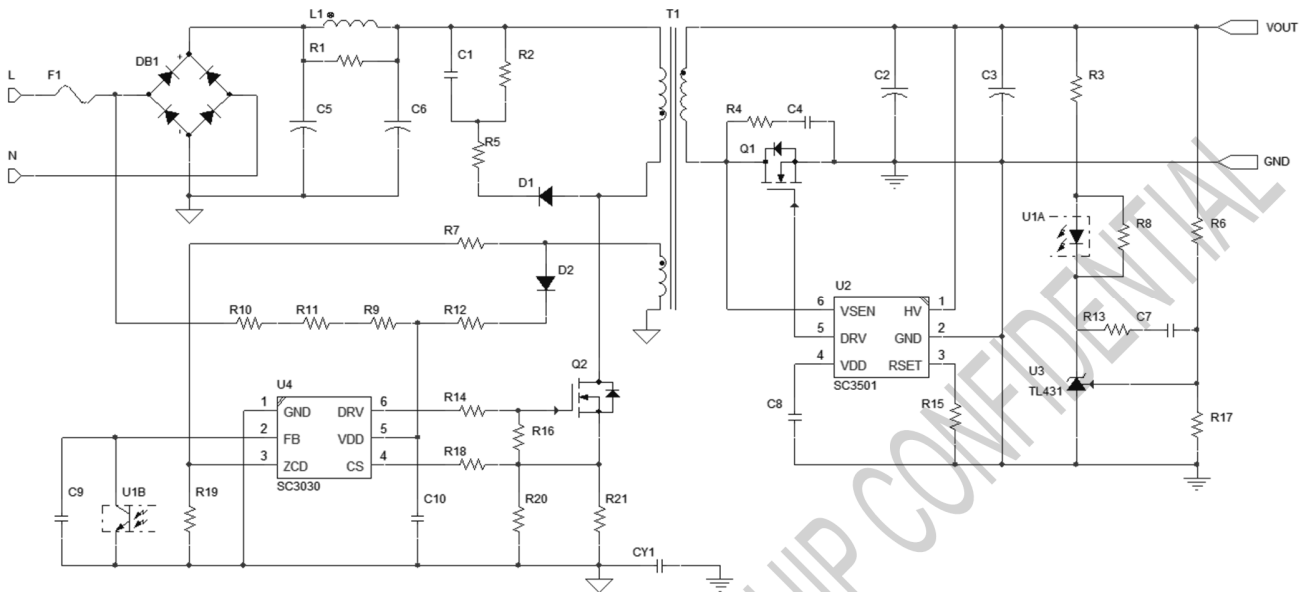 L1
T1
VOUT
R1
C1
R2
DB1
L
F1
R3
C2
C3
C5
C6
R4
C4
R5
Q1
N
GND
D1
U1A
R8
R6
R7
D2
U2
R10
R11
R9
R12
6 VSEN HV 1
5 DRV GND 2
4 VDD RSET 3
SC3501
R13
C7
U3
TL431
Q2
U4
R14
C8
R15
R17
1 GND DRV 6
2 FB VDD 5
3 ZCD CS 4
SC3030
R16
R18
C9
U1B
R19
C10
R20
R21
CY1
HIP CONFIDENTIAL